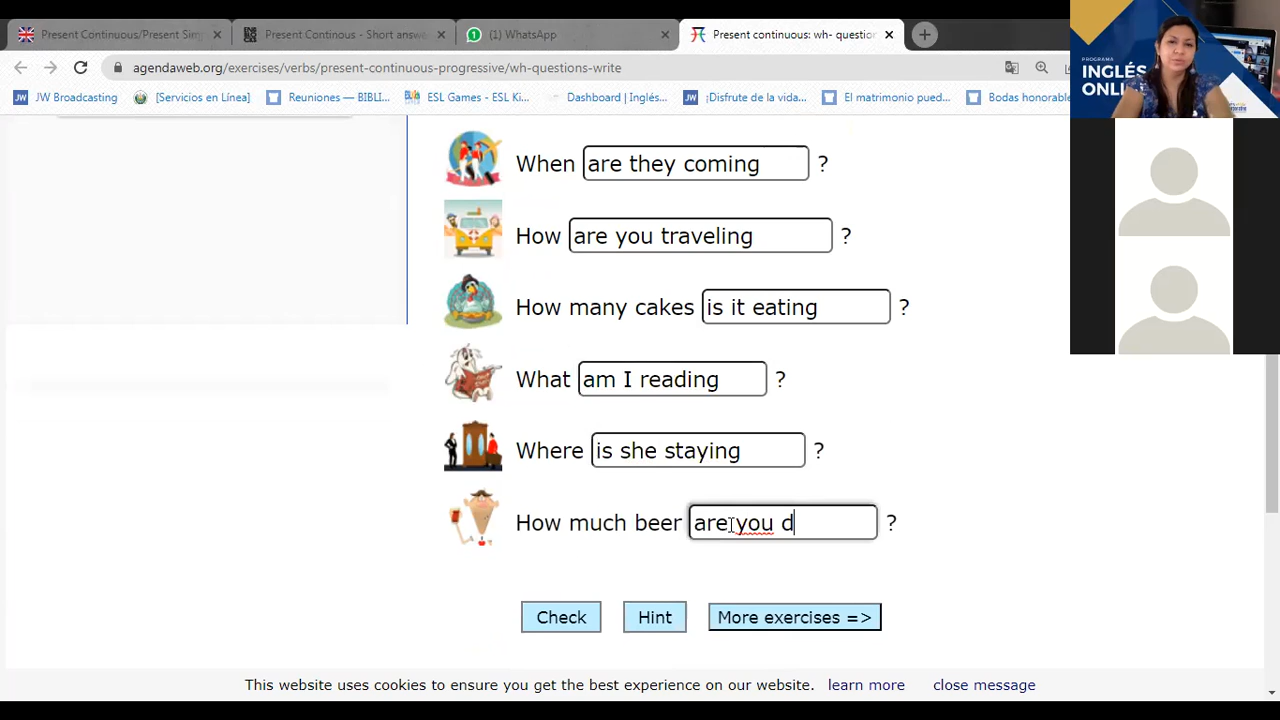 Present Continuous/Present Sim
Present Continous - Short answe
(1) WhatsApp
Present continuous: wh- questio
agendaweb.org/exercises/verbs/present-continuous-progressive/wh-questions-write
JW Broadcasting
[Servicios en Línea]
Reuniones — BIBLI...
ESL Games - ESL Ki...
Dashboard | Inglés...
¡Disfrute de la vida...
El matrimonio pued...
Bodas honorable
PROGRAMA
INGLÉS
ONLI
When are they coming ?
How are you traveling ?
How many cakes is it eating ?
What am I reading ?
Where is she staying ?
How much beer are you d ?
Check Hint More exercises =>
This website uses cookies to ensure you get the best experience on our website. learn more close message